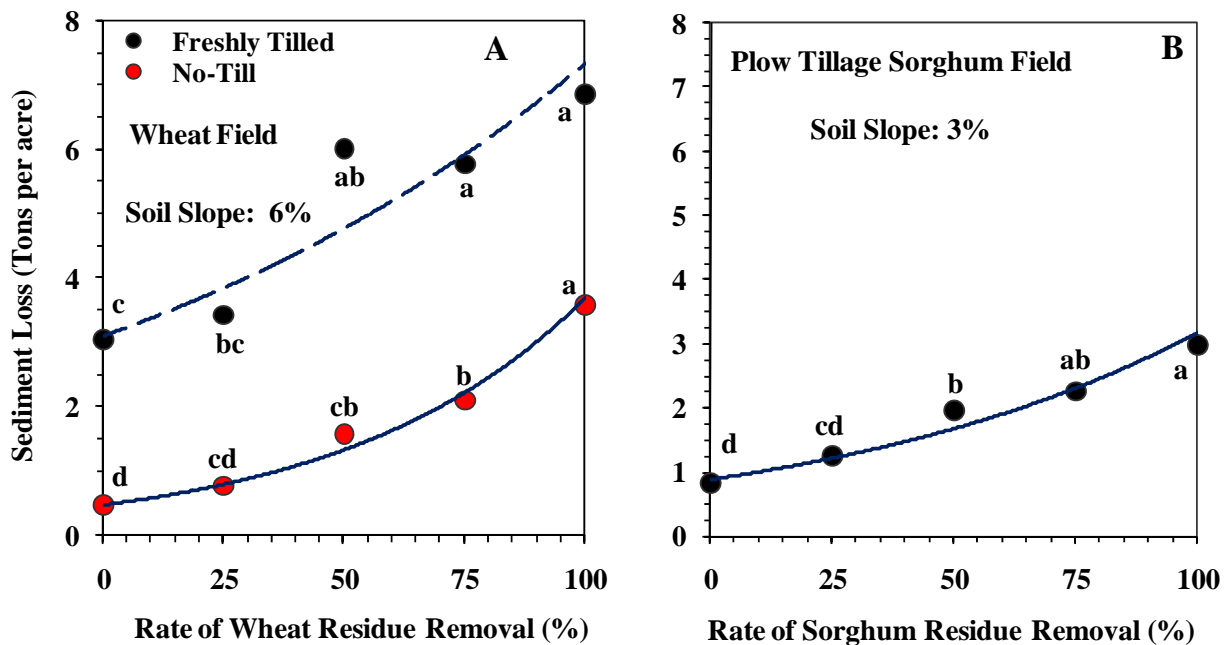 Freshly Tilled
No-Till
A
Wheat Field
Soil Slope: 6%
Sediment Loss (Tons per acre)
8
6
4
2
0
c
bc
ab
a
a
d
cd
cb
b
a
0 25 50 75 100
Rate of Wheat Residue Removal (%)
B
Plow Tillage Sorghum Field
Soil Slope: 3%
8
7
6
5
4
3
2
1
0
d
cd
b
ab
a
0 25 50 75 100
Rate of Sorghum Residue Removal (%)